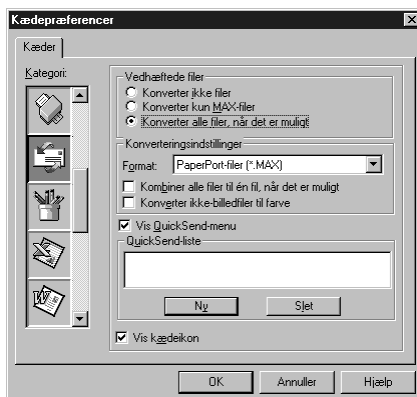 Kædepræferencer
Kæder
Kategori:
Vedhæftede filer
Konverter ikke filer
Konverter kun MAX-filer
Konverter alle filer, når det er muligt
Konverteringsindstillinger
Format: PaperPort-filer (*.MAX)
Kombiner alle filer til én fil, når det er muligt
Konverter ikke-billedfiler til farve
Vis QuickSend-menu
QuickSend-liste
Ny Slet
Vis kædeikon
OK Annuller Hjælp